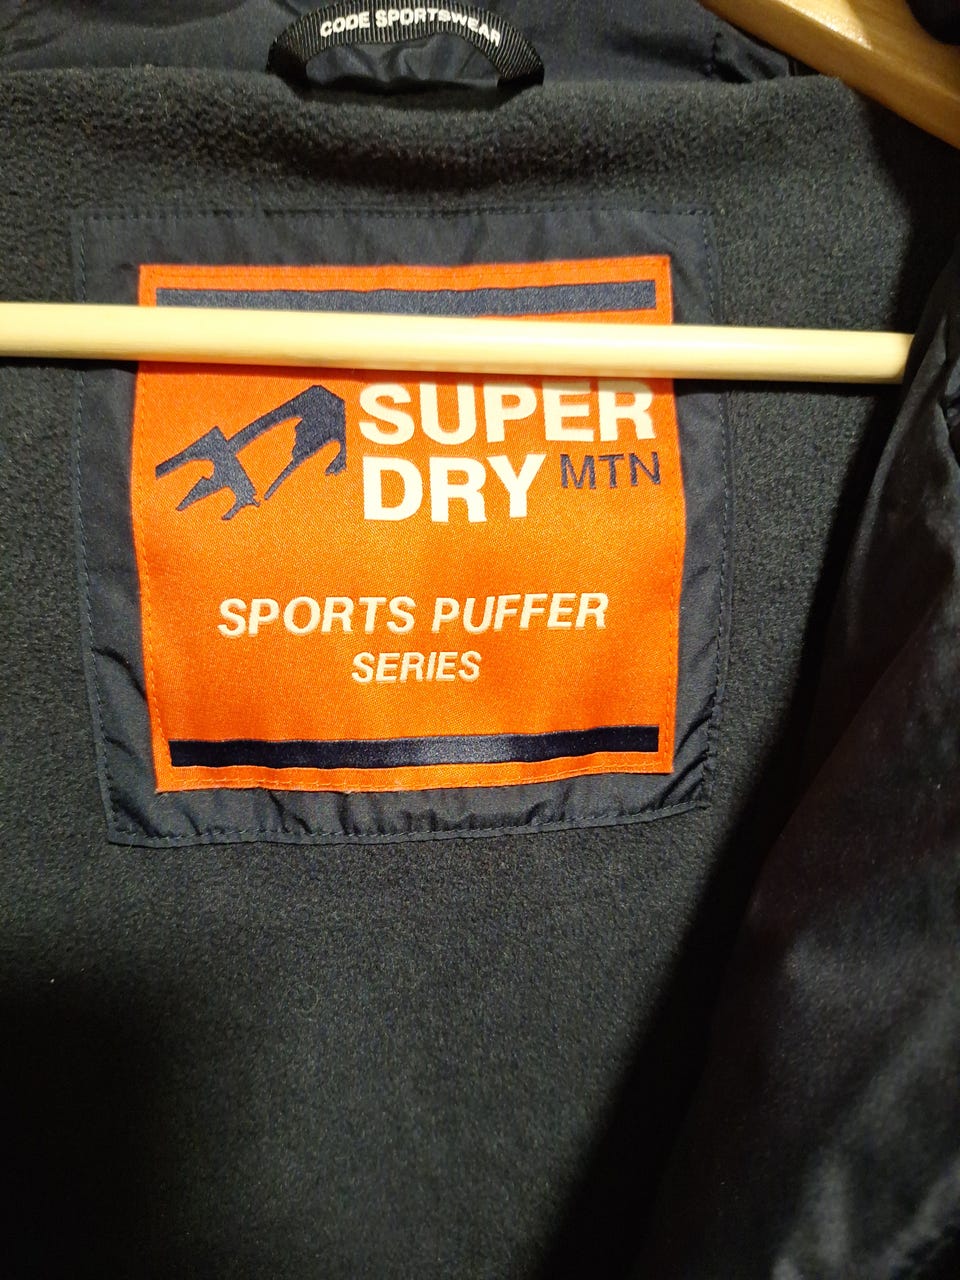 CODE SPORTSWEAR
SUPER
DRY MTN
SPORTS PUFFER
SERIES